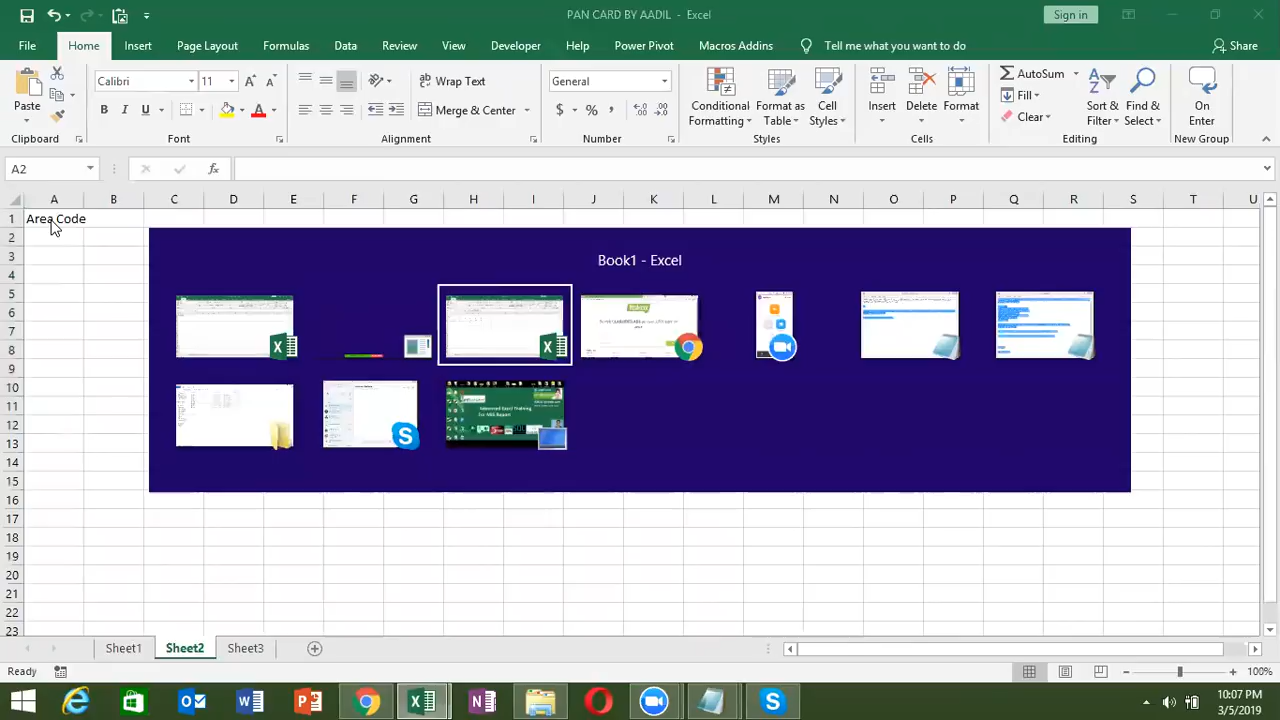 PAN CARD BY AADIL - Excel
Sign in
File Home Insert Page Layout Formulas Data Review View Developer Help Power Pivot Macros Addins Tell me what you want to do Share
Paste
Calibri 11
B I U
Wrap Text
Merge & Center
General
$ % ,
Conditional Formatting
Format as Table
Cell Styles
Insert Delete Format
AutoSum
Fill
Clear
Sort & Filter
Find & Select
On Enter
Clipboard Font Alignment Number Styles Cells Editing New Group
A2 fx
A B C D E F G H I J K L M N O P Q R S T U
1 Area Code
2
3
4
5
6
7
8
9
10
11
12
13
14
15
16
17
18
19
20
21
22
23
Book1 - Excel
Advanced Excel Training
For MIS Expert
Sheet1 Sheet2 Sheet3
Ready 100%
10:07 PM
3/5/2019